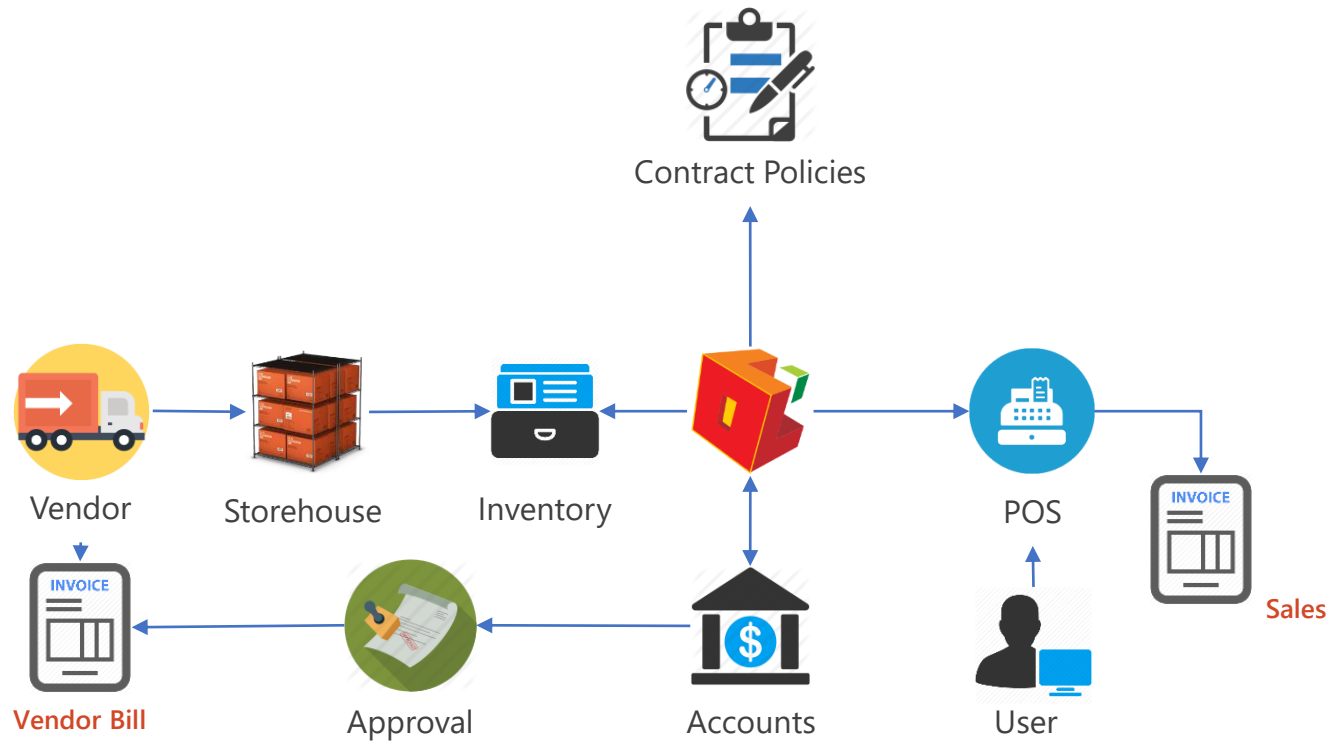 Contract Policies
Vendor
Storehouse
Inventory
POS
INVOICE
INVOICE
Sales
Vendor Bill
Approval
Accounts
User